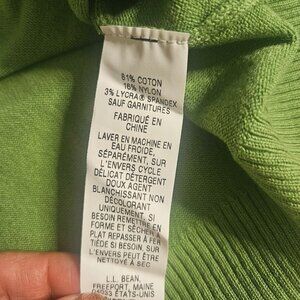 81% COTON
16% NYLON
3% LYCRA® SPANDEX
SAUF GARNITURES
FABRIQUÉ EN
CHINE
LAVER EN MACHINE EN
EAU FROIDE,
SÉPARÉMENT, SUR
L'ENVERS CYCLE
DÉLICAT DÉTERGENT
DOUX AGENT
BLANCHISSANT NON
DÉCOLORANT
UNIQUEMENT, SI
BESOIN REMETTRE EN
FORME ET SÉCHER À
PLAT REPASSER À FER
TIÈDE SI BESOIN, SUR
L'ENVERS PEUT ÊTRE
NETTOYÉ À SEC
L.L. BEAN,
FREEPORT, MAINE
04033 ÉTATS-UNIS